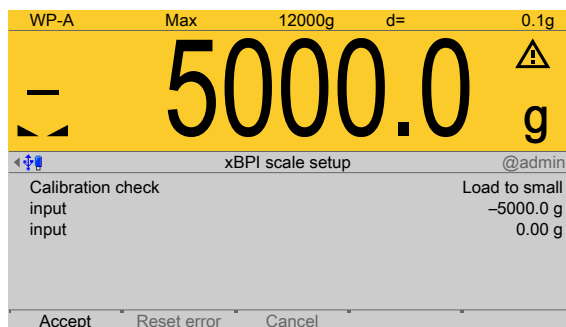 WP-A Max 12000g d= 0.1g
– 5000.0 g
xBPI scale setup @admin
Calibration check Load to small
input –5000.0 g
input 0.00 g
Accept Reset error Cancel